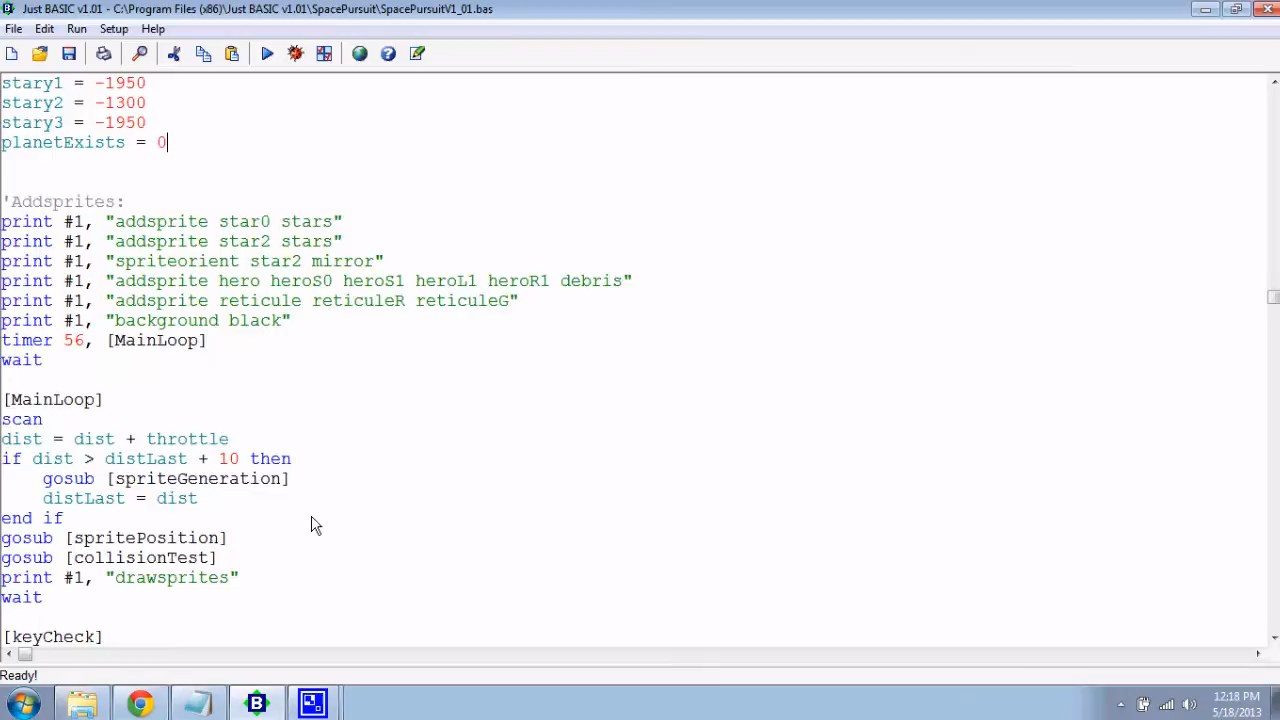 Just BASIC v1.01 - C:\Program Files (x86)\Just BASIC v1.01\SpacePursuit\SpacePursuitV1_01.bas
File Edit Run Setup Help
stary1 = -1950
stary2 = -1300
stary3 = -1950
planetExists = 0
'Addsprites:
print #1, "addsprite star0 stars"
print #1, "addsprite star2 stars"
print #1, "spriteorient star2 mirror"
print #1, "addsprite hero heroS0 heroS1 heroL1 heroR1 debris"
print #1, "addsprite reticule reticuleR reticuleG"
print #1, "background black"
timer 56, [MainLoop]
wait
[MainLoop]
scan
dist = dist + throttle
if dist > distLast + 10 then
gosub [spriteGeneration]
distLast = dist
end if
gosub [spritePosition]
gosub [collisionTest]
print #1, "drawsprites"
wait
[keyCheck]
Ready!
12:18 PM
5/18/2013